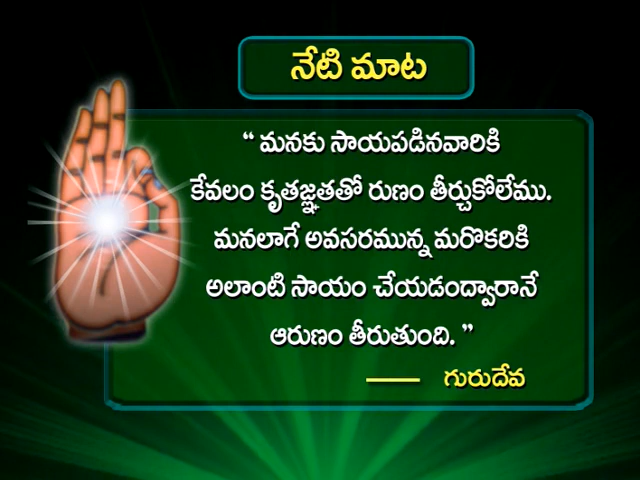 నేటి మాట
“ మనకు సాయపడినవారికి
కేవలం కృతజ్ఞతతో రుణం తీర్చుకోలేము.
మనలాగే అవసరమున్న మరొకరికి
అలాంటి సాయం చేయడంద్వారానే
ఆరుణం తీరుతుంది. ”
—— గురుదేవ